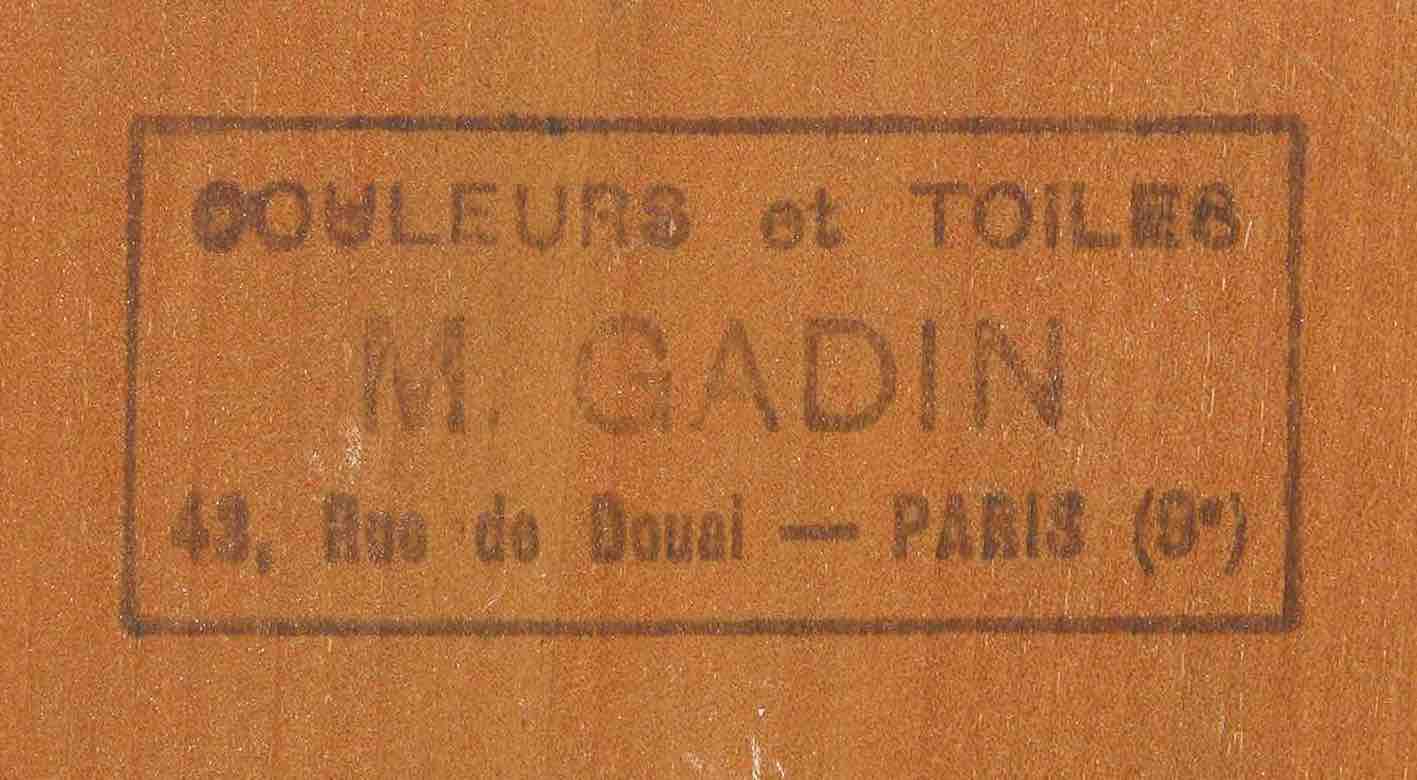 COULEURS et TOILES
M. GADIN
43, Rue de Douai — PARIS (9e)